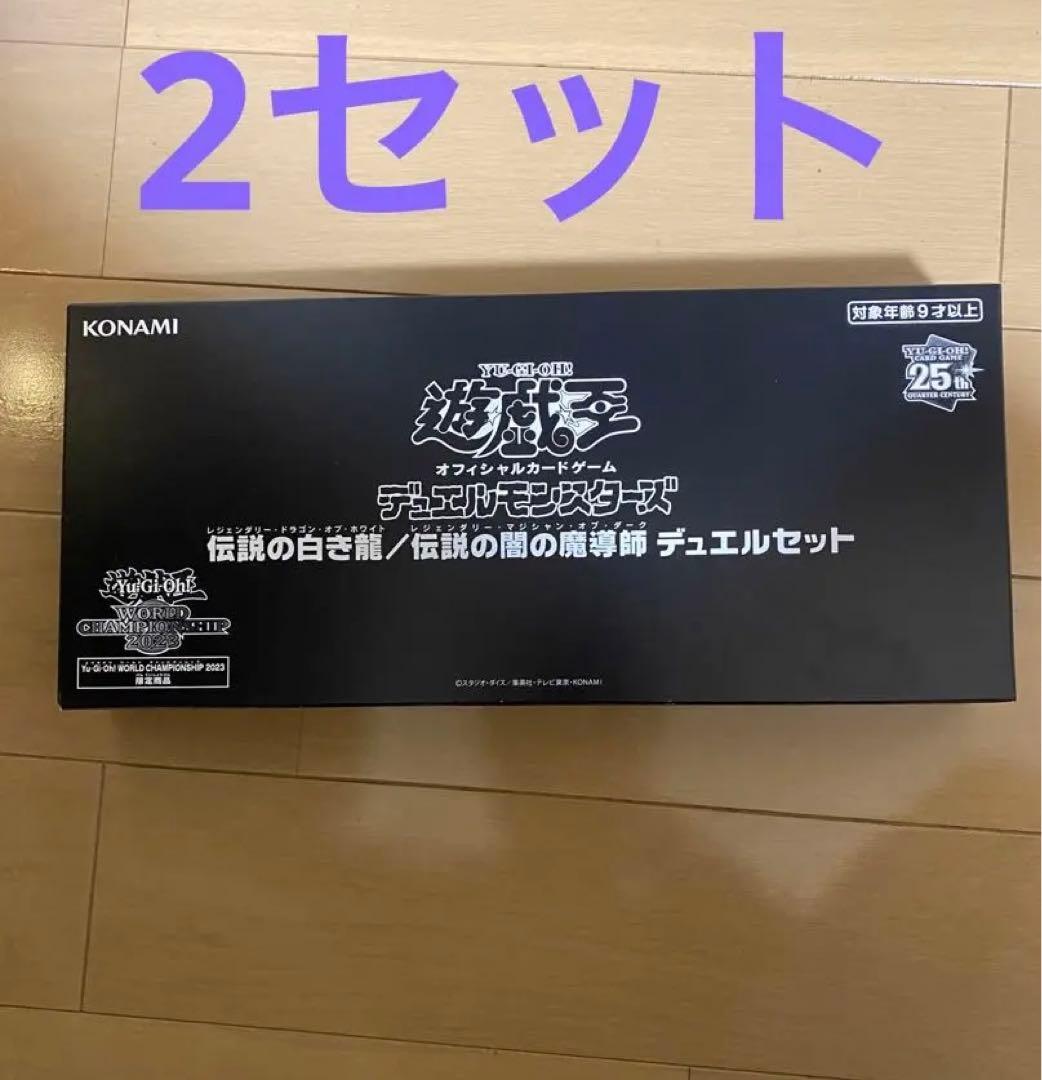 2セット
KONAMI
対象年齢9才以上
YU-GI-OH!
CARD GAME
25th
QUARTER CENTURY
YU-GI-OH!
遊戯王
オフィシャルカードゲーム
デュエルモンスターズ
レジェンダリー・ドラゴン・オブ・ホワイト レジェンダリー・マジシャン・オブ・ダーク
伝説の白き龍／伝説の闇の魔導師 デュエルセット
Yu-Gi-Oh!
WORLD
CHAMPIONSHIP
2023
Yu-Gi-Oh! WORLD CHAMPIONSHIP 2023
限定商品
©スタジオ・ダイス／集英社・テレビ東京・KONAMI